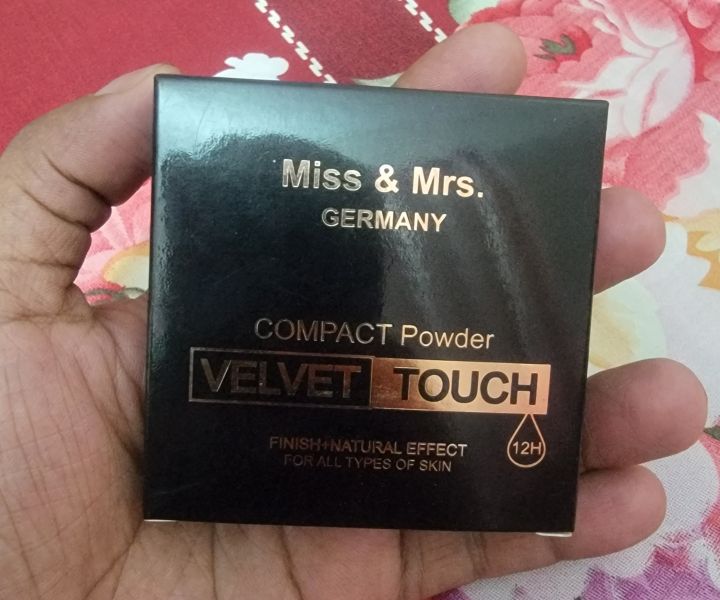 Miss & Mrs.
GERMANY
COMPACT Powder
VELVET TOUCH
FINISH+NATURAL EFFECT
FOR ALL TYPES OF SKIN
12H